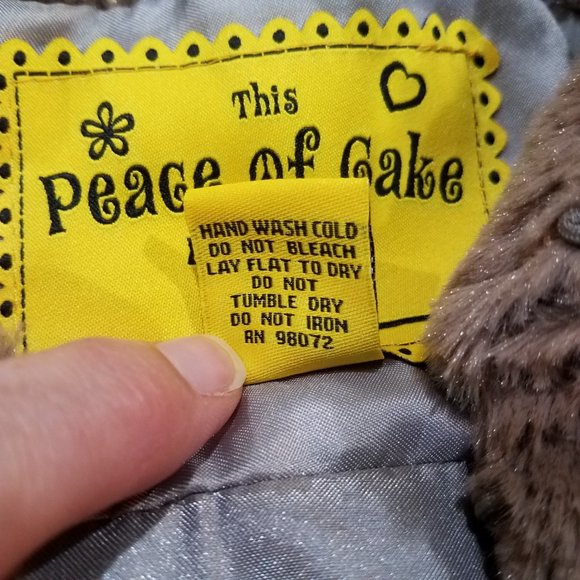 This
Peace of Cake
HAND WASH COLD
DO NOT BLEACH
LAY FLAT TO DRY
DO NOT
TUMBLE DRY
DO NOT IRON
RN 98072